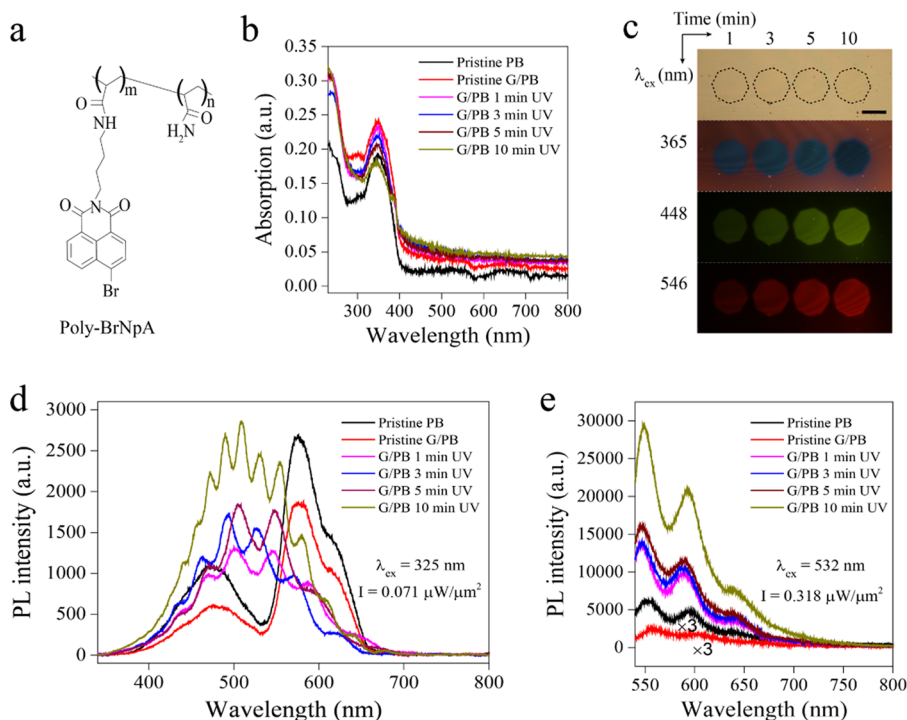 a
m
n
O
NH
NH₂
O
O
N
O
Br
Poly-BrNpA
b
0.35
0.30
0.25
0.20
0.15
0.10
0.05
0.00
Absorption (a.u.)
Pristine PB
Pristine G/PB
G/PB 1 min UV
G/PB 3 min UV
G/PB 5 min UV
G/PB 10 min UV
300 400 500 600 700 800
Wavelength (nm)
c
Time (min)
1 3 5 10
λex
(nm)
365
448
546
d
3000
2500
2000
1500
1000
500
0
PL intensity (a.u.)
Pristine PB
Pristine G/PB
G/PB 1 min UV
G/PB 3 min UV
G/PB 5 min UV
G/PB 10 min UV
λex = 325 nm
I = 0.071 μW/μm²
400 500 600 700 800
Wavelength (nm)
e
30000
25000
20000
15000
10000
5000
0
PL intensity (a.u.)
Pristine PB
Pristine G/PB
G/PB 1 min UV
G/PB 3 min UV
G/PB 5 min UV
G/PB 10 min UV
λex = 532 nm
I = 0.318 μW/μm²
×3
×3
550 600 650 700 750 800
Wavelength (nm)